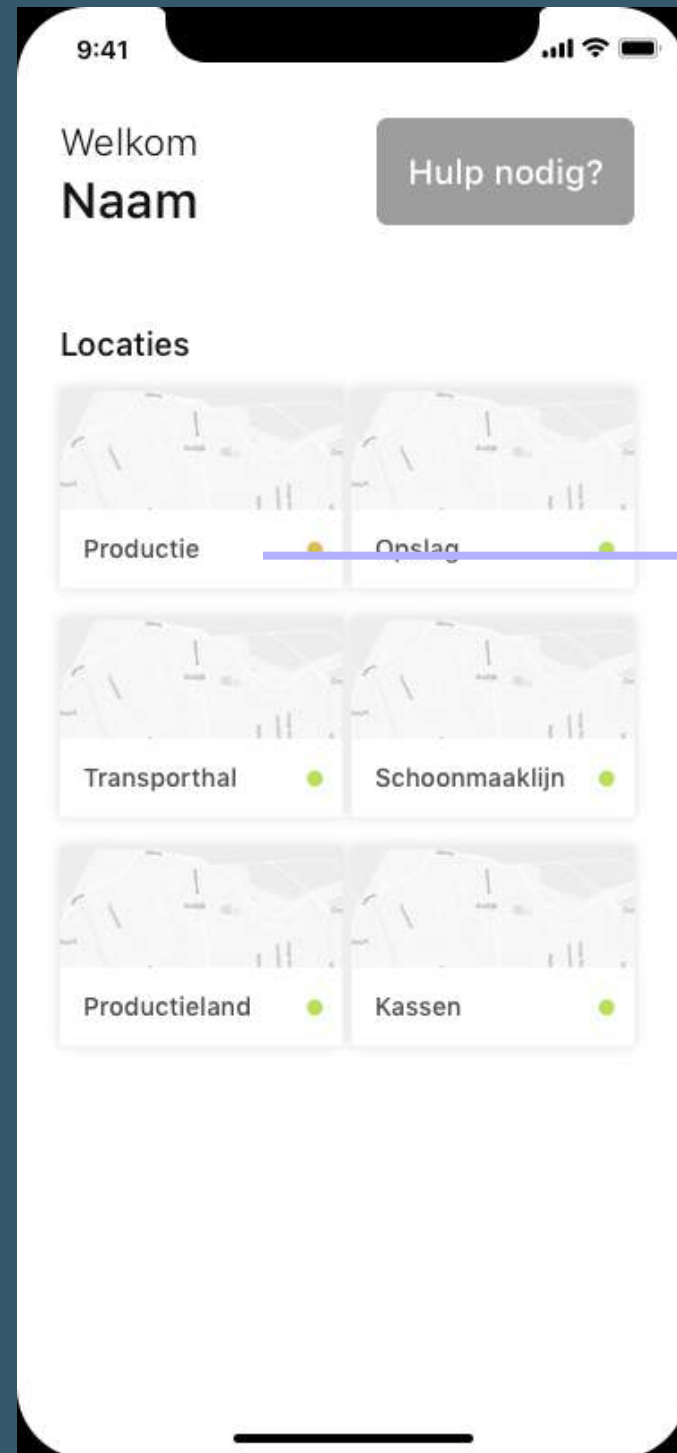 9:41
Welkom
Naam
Hulp nodig?
Locaties
Productie
Opslag
Transporthal
Schoonmaaklijn
Productieland
Kassen